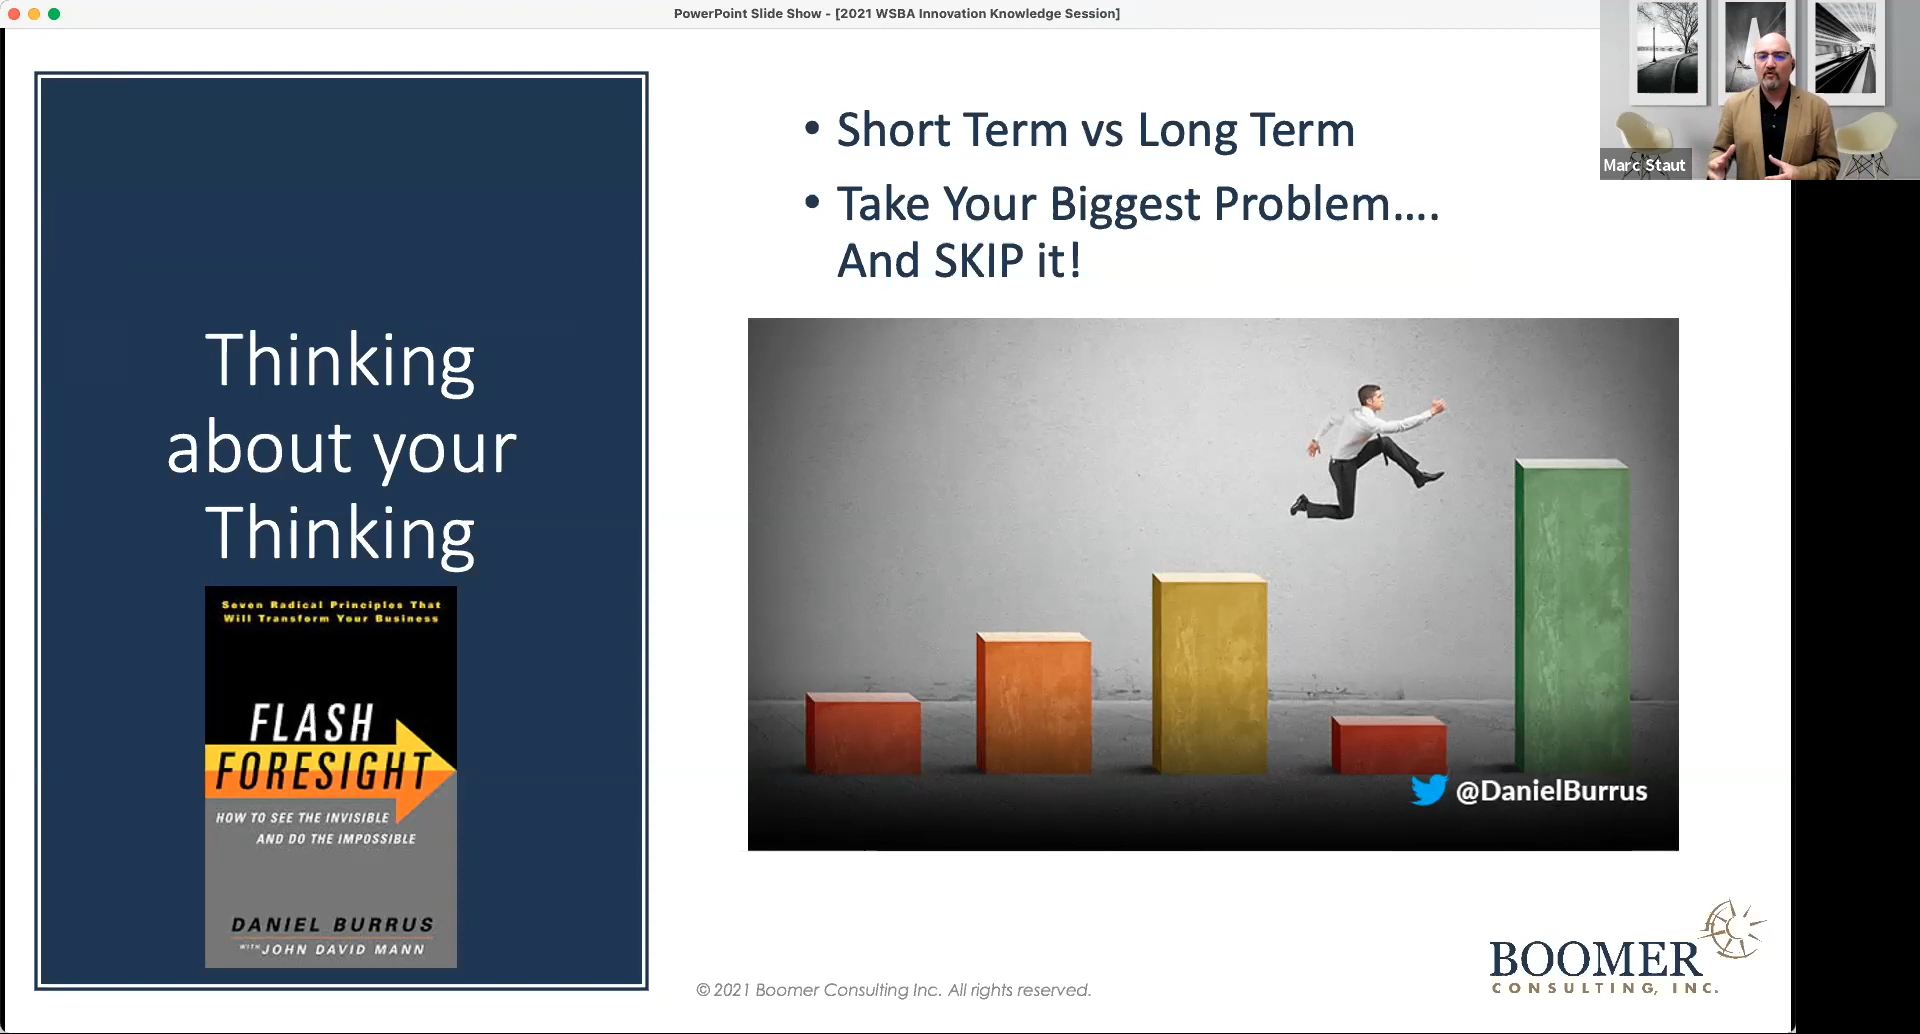 PowerPoint Slide Show - [2021 WSBA Innovation Knowledge Session]
Marc Staut
• Short Term vs Long Term
• Take Your Biggest Problem....
And SKIP it!
Thinking
about your
Thinking
Seven Radical Principles That
Will Transform Your Business
FLASH
FORESIGHT
HOW TO SEE THE INVISIBLE
AND DO THE IMPOSSIBLE
DANIEL BURRUS
WITH JOHN DAVID MANN
@DanielBurrus
© 2021 Boomer Consulting Inc. All rights reserved.
BOOMER
CONSULTING, INC.